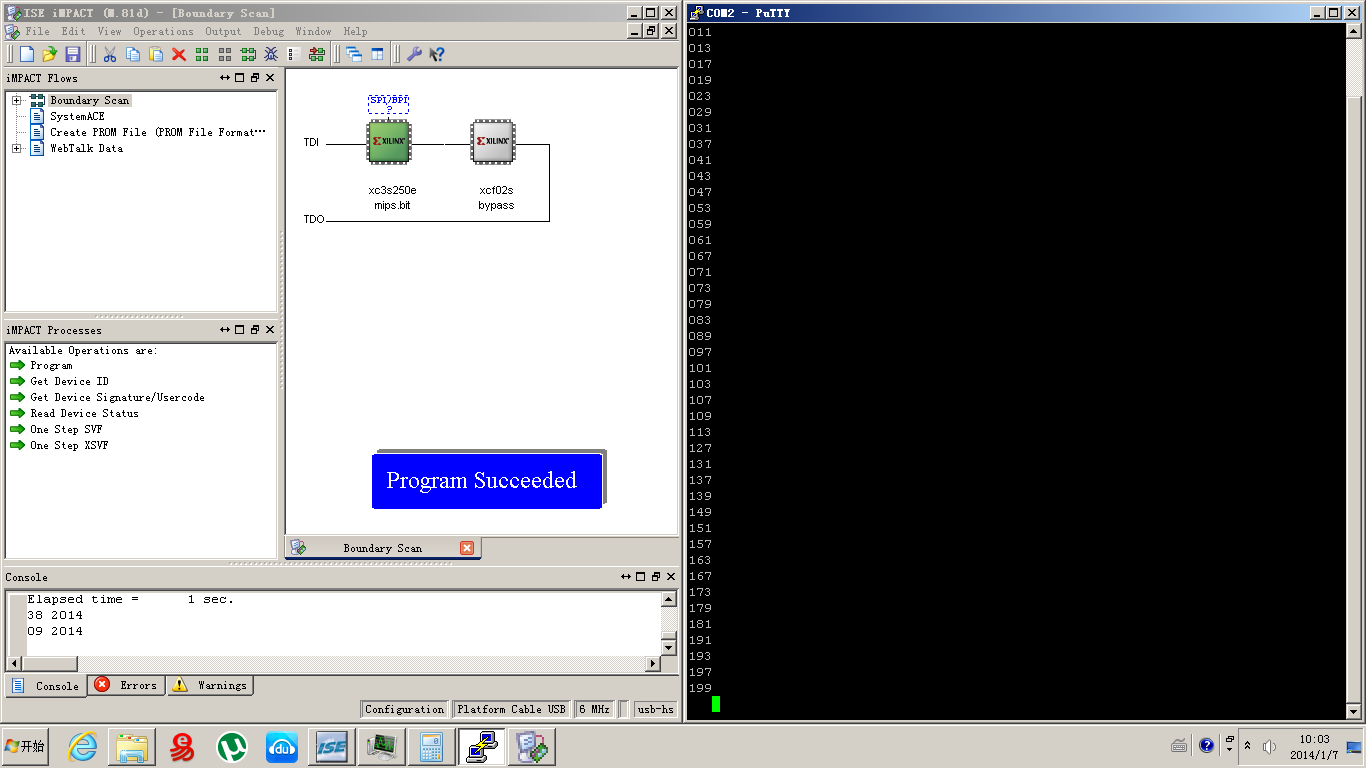 ISE iMPACT (M.81d) - [Boundary Scan]
File Edit View Operations Output Debug Window Help
iMPACT Flows
Boundary Scan
SystemACE
Create PROM File (PROM File Format...
WebTalk Data
iMPACT Processes
Available Operations are:
Program
Get Device ID
Get Device Signature/Usercode
Read Device Status
One Step SVF
One Step XSVF
SPI/BPI
?
TDI
XILINX
XILINX
xc3s250e
mips.bit
xcf02s
bypass
TDO
Program Succeeded
Boundary Scan
Console
Elapsed time = 1 sec.
38 2014
09 2014
Console
Errors
Warnings
Configuration
Platform Cable USB
6 MHz
usb-hs
COM2 - PuTTY
011
013
017
019
023
029
031
037
041
043
047
053
059
061
067
071
073
079
083
089
097
101
103
107
109
113
127
131
137
139
149
151
157
163
167
173
179
181
191
193
197
199
开始
du
ISE
10:03
2014/1/7